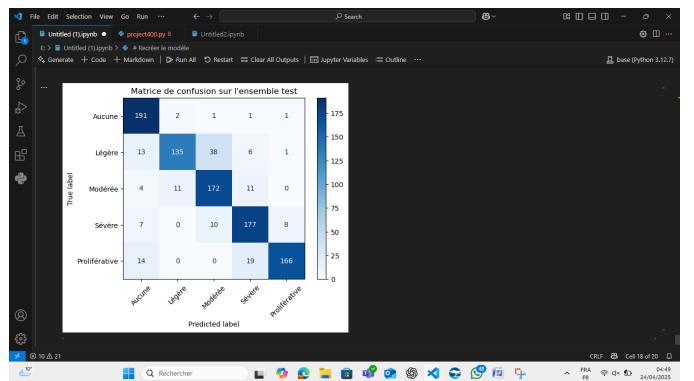 File Edit Selection View Go Run ... Search
Untitled (1).ipynb project400.py 8 Untitled2.ipynb
E: > Untitled (1).ipynb > # Recréer le modèle
Generate + Code + Markdown Run All Restart Clear All Outputs Jupyter Variables Outline ... base (Python 3.12.7)
...
Matrice de confusion sur l'ensemble test
Aucune 191 2 1 1 1
Légère 13 135 38 6 1
Modérée 4 11 172 11 0
Sévère 7 0 10 177 8
Proliférative 14 0 0 19 166
True label
Aucune Légère Modérée Sévère Proliférative
Predicted label
175
150
125
100
75
50
25
0
10 21 CRLF Cell 18 of 20
10° Rechercher FRA 04:49
FR 24/04/2025